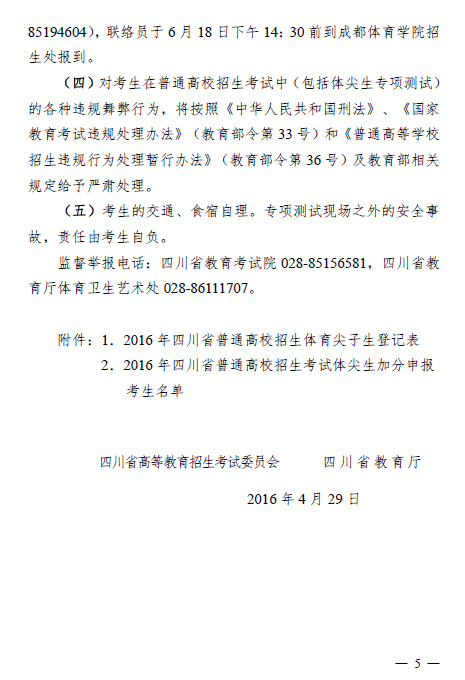 85194604），联络员于 6 月 18 日下午 14：30 前到成都体育学院招
生处报到。
（四）对考生在普通高校招生考试中（包括体尖生专项测试）
的各种违规舞弊行为，将按照《中华人民共和国刑法》、《国家
教育考试违规处理办法》（教育部令第 33 号）和《普通高等学校
招生违规行为处理暂行办法》（教育部令第 36 号）及教育部相关
规定给予严肃处理。
（五）考生的交通、食宿自理。专项测试现场之外的安全事
故，责任由考生自负。
监督举报电话：四川省教育考试院 028-85156581，四川省教
育厅体育卫生艺术处 028-86111707。
附件：1．2016 年四川省普通高校招生体育尖子生登记表
2．2016 年四川省普通高校招生考试体尖生加分申报
考生名单
四川省高等教育招生考试委员会 四 川 省 教 育 厅
2016 年 4 月 29 日
— 5 —